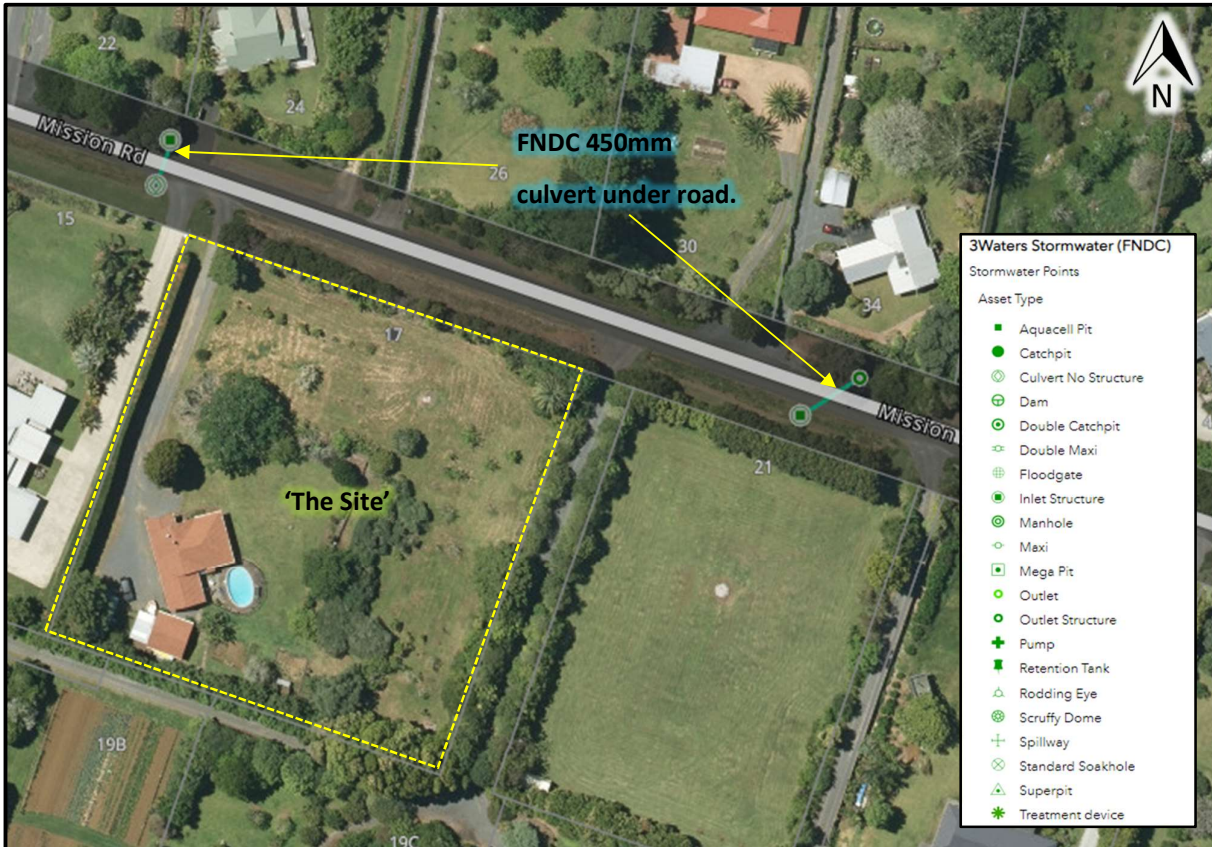 22
24
Mission Rd
FNDC 450mm
culvert under road.
26
N
15
30
17
34
'The Site'
21
19B
19C
Mission
3Waters Stormwater (FNDC)
Stormwater Points
Asset Type
Aquacell Pit
Catchpit
Culvert No Structure
Dam
Double Catchpit
Double Maxi
Floodgate
Inlet Structure
Manhole
Maxi
Mega Pit
Outlet
Outlet Structure
Pump
Retention Tank
Rodding Eye
Scruffy Dome
Spillway
Standard Soakhole
Superpit
Treatment device